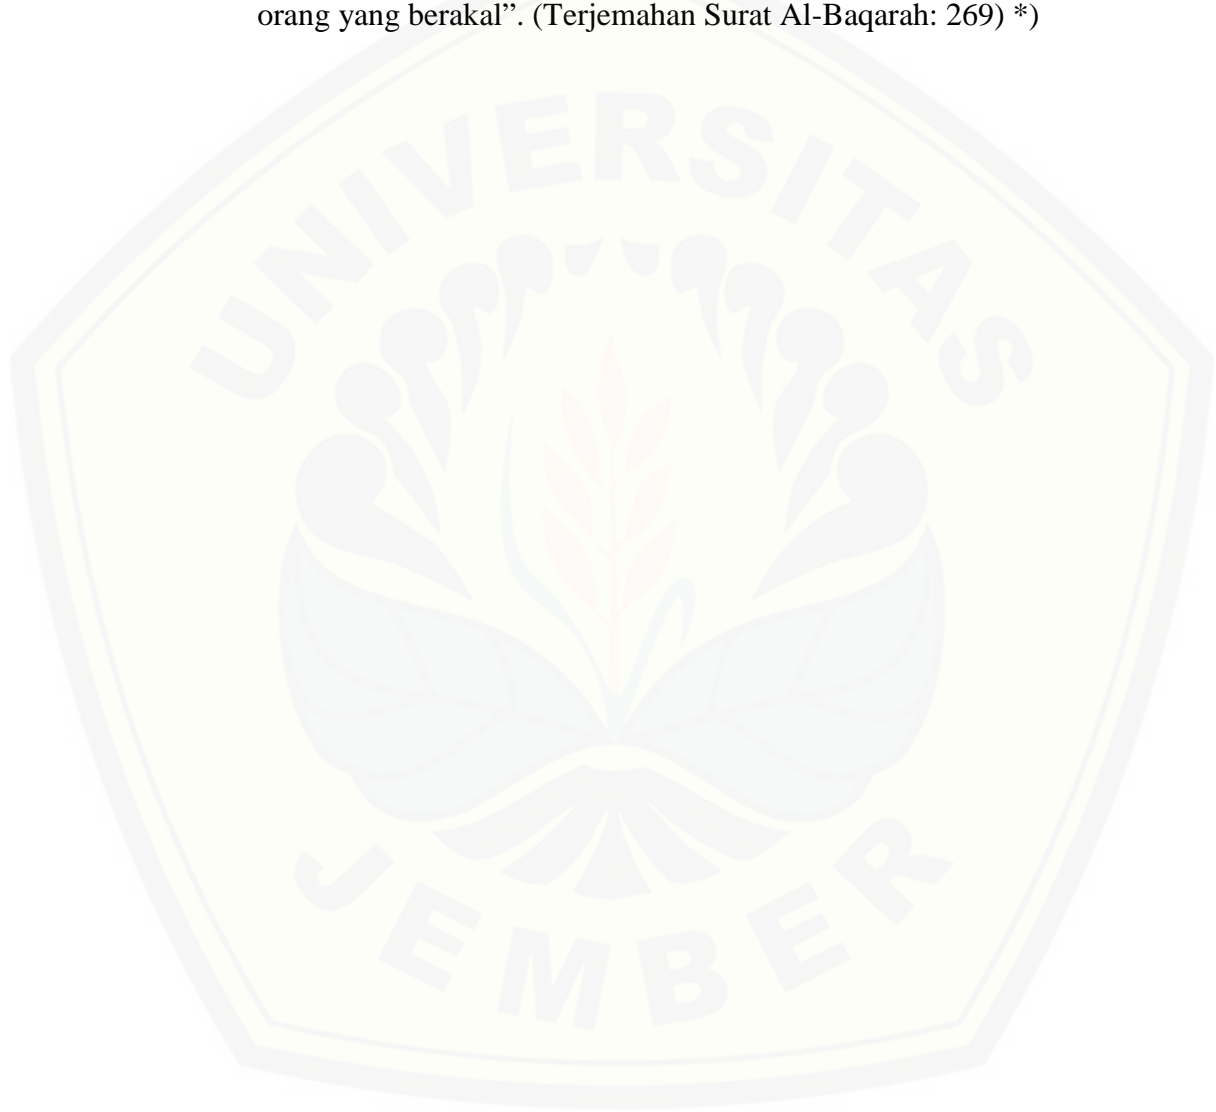 orang yang berakal”. (Terjemahan Surat Al-Baqarah: 269) *)
UNIVERSITAS
JEMBER